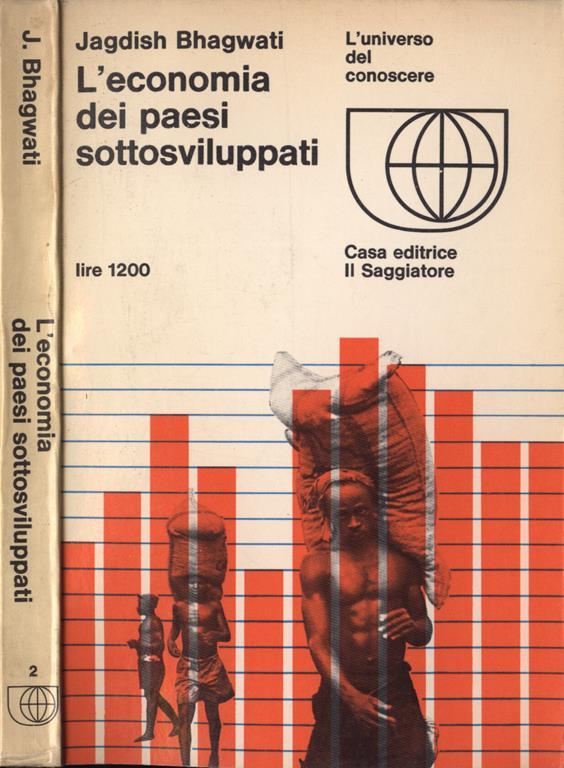 J. Bhagwati
L'economia
dei paesi sottosviluppati
2
Jagdish Bhagwati
L'economia
dei paesi
sottosviluppati
lire 1200
L'universo
del
conoscere
Casa editrice
Il Saggiatore